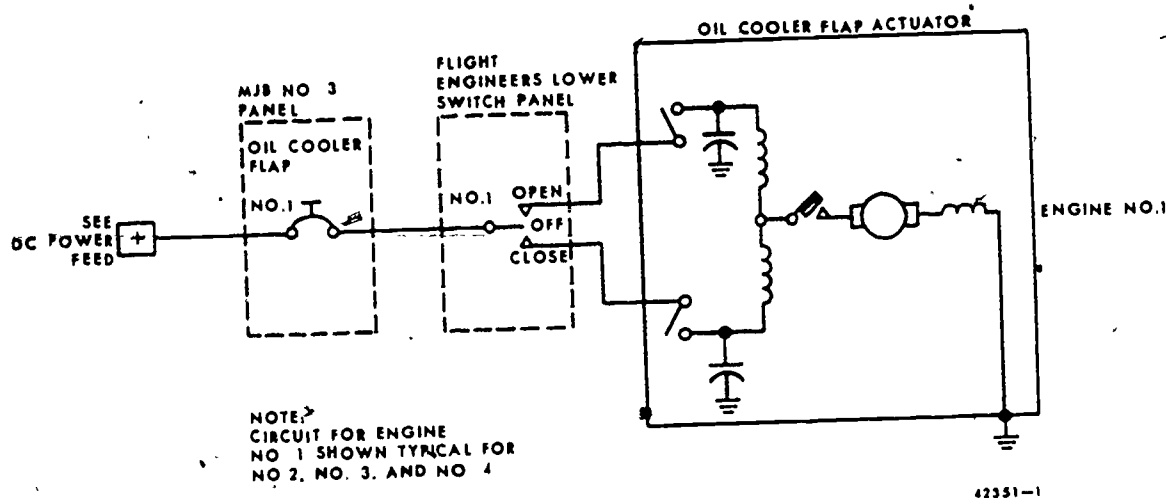 OIL COOLER FLAP ACTUATOR
FLIGHT
ENGINEERS LOWER
SWITCH PANEL
MJB NO 3
PANEL
OIL COOLER
FLAP
NO.1
NO.1
OPEN
OFF
CLOSE
SEE
DC POWER
FEED
+
ENGINE NO.1
NOTE:
CIRCUIT FOR ENGINE
NO 1 SHOWN TYPICAL FOR
NO 2, NO. 3, AND NO 4
42351-1